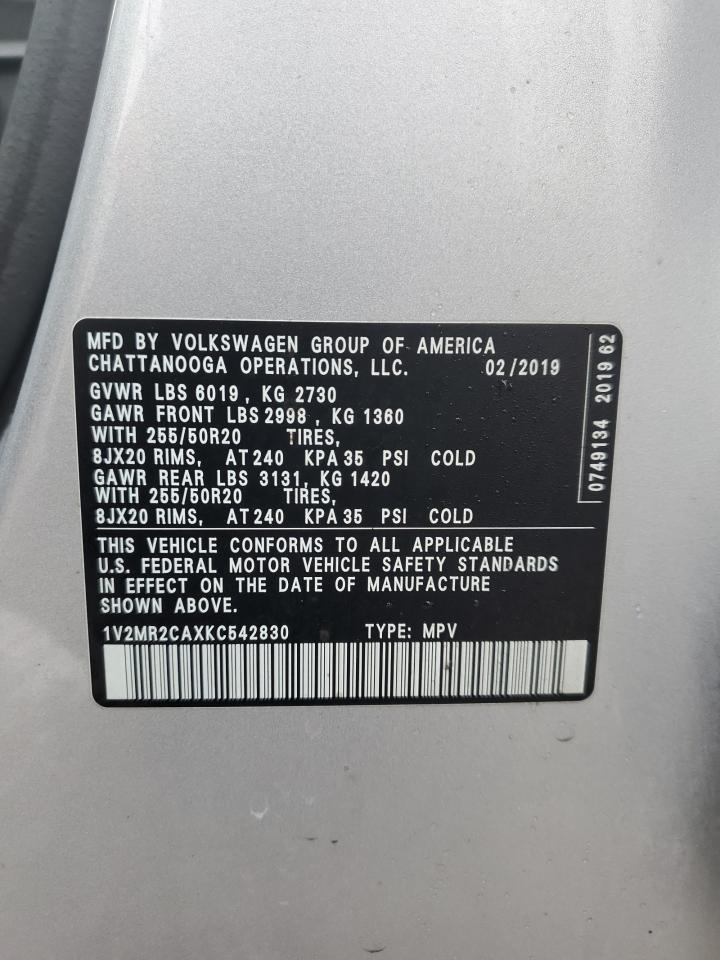 MFD BY VOLKSWAGEN GROUP OF AMERICA
CHATTANOOGA OPERATIONS, LLC. 02/2019
GVWR LBS 6019, KG 2730
GAWR FRONT LBS 2998, KG 1360
WITH 255/50R20 TIRES,
8JX20 RIMS, AT 240 KPA 35 PSI COLD
GAWR REAR LBS 3131, KG 1420
WITH 255/50R20 TIRES,
8JX20 RIMS, AT 240 KPA 35 PSI COLD
THIS VEHICLE CONFORMS TO ALL APPLICABLE
U.S. FEDERAL MOTOR VEHICLE SAFETY STANDARDS
IN EFFECT ON THE DATE OF MANUFACTURE
SHOWN ABOVE.
1V2MR2CAXKC542830 TYPE: MPV
0749134 2019 62